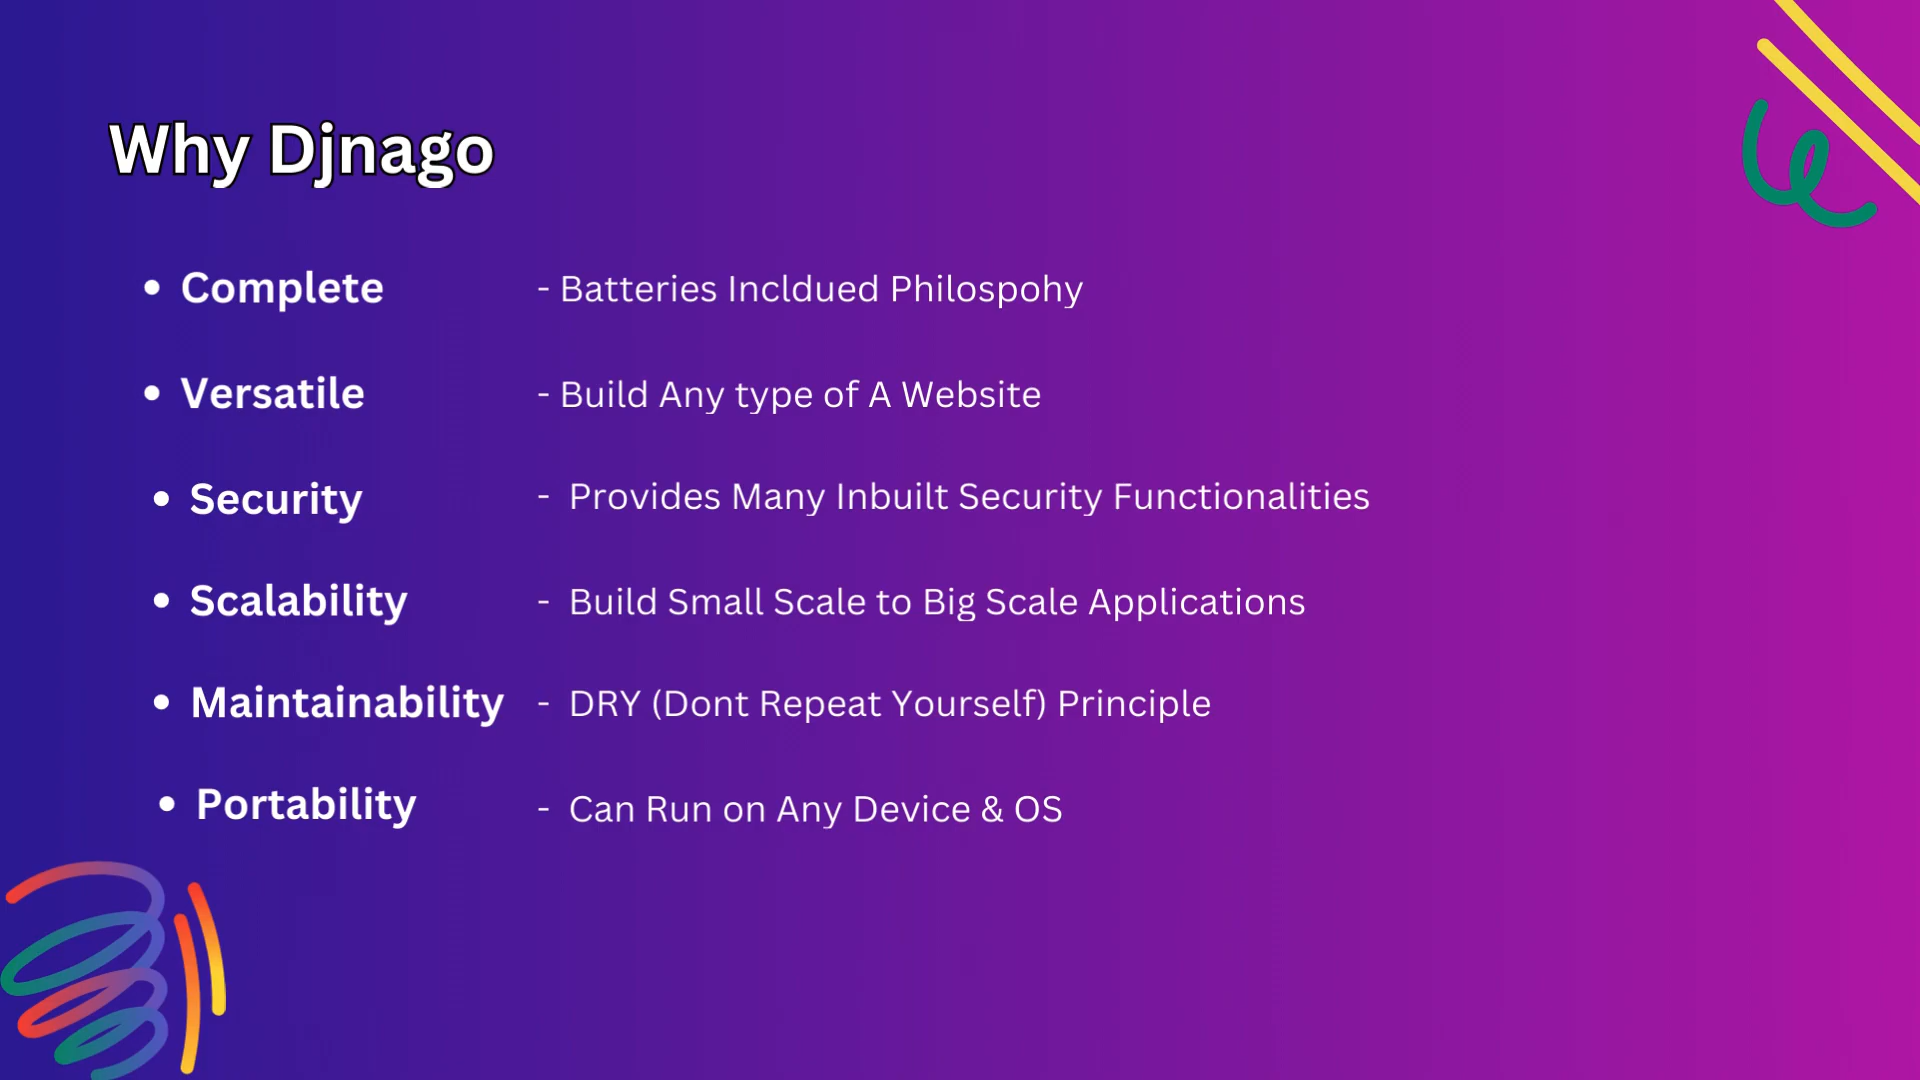 Why Djnago
• Complete - Batteries Incldued Philospohy
• Versatile - Build Any type of A Website
• Security - Provides Many Inbuilt Security Functionalities
• Scalability - Build Small Scale to Big Scale Applications
• Maintainability - DRY (Dont Repeat Yourself) Principle
• Portability - Can Run on Any Device & OS